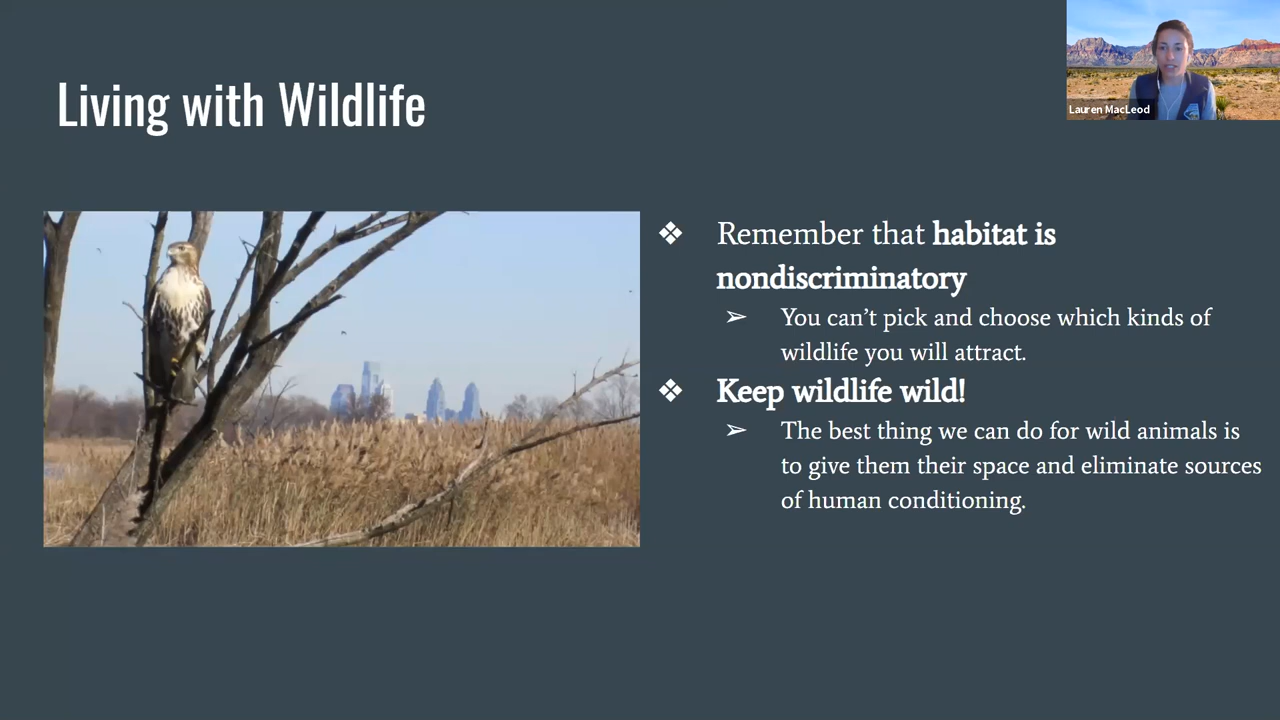 Living with Wildlife
Lauren MacLeod
❖ Remember that habitat is
nondiscriminatory
➢ You can’t pick and choose which kinds of
wildlife you will attract.
❖ Keep wildlife wild!
➢ The best thing we can do for wild animals is
to give them their space and eliminate sources
of human conditioning.